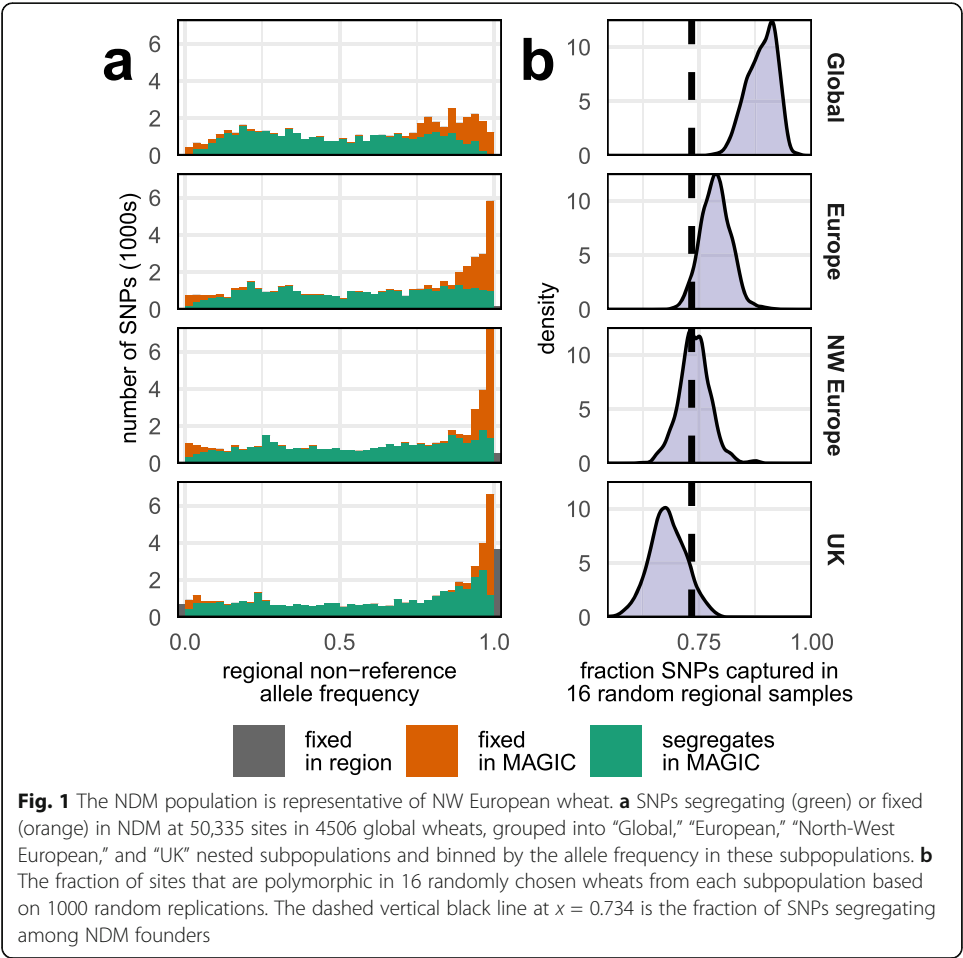 a
b
6
4
2
0
10
5
0
Global
6
4
2
0
10
5
0
Europe
6
4
2
0
10
5
0
NW Europe
6
4
2
0
10
5
0
UK
number of SNPs (1000s)
density
0.0 0.5 1.0
0.75 1.00
regional non−reference
allele frequency
fraction SNPs captured in
16 random regional samples
fixed
in region
fixed
in MAGIC
segregates
in MAGIC
Fig. 1 The NDM population is representative of NW European wheat. a SNPs segregating (green) or fixed
(orange) in NDM at 50,335 sites in 4506 global wheats, grouped into “Global,” “European,” “North-West
European,” and “UK” nested subpopulations and binned by the allele frequency in these subpopulations. b
The fraction of sites that are polymorphic in 16 randomly chosen wheats from each subpopulation based
on 1000 random replications. The dashed vertical black line at x = 0.734 is the fraction of SNPs segregating
among NDM founders